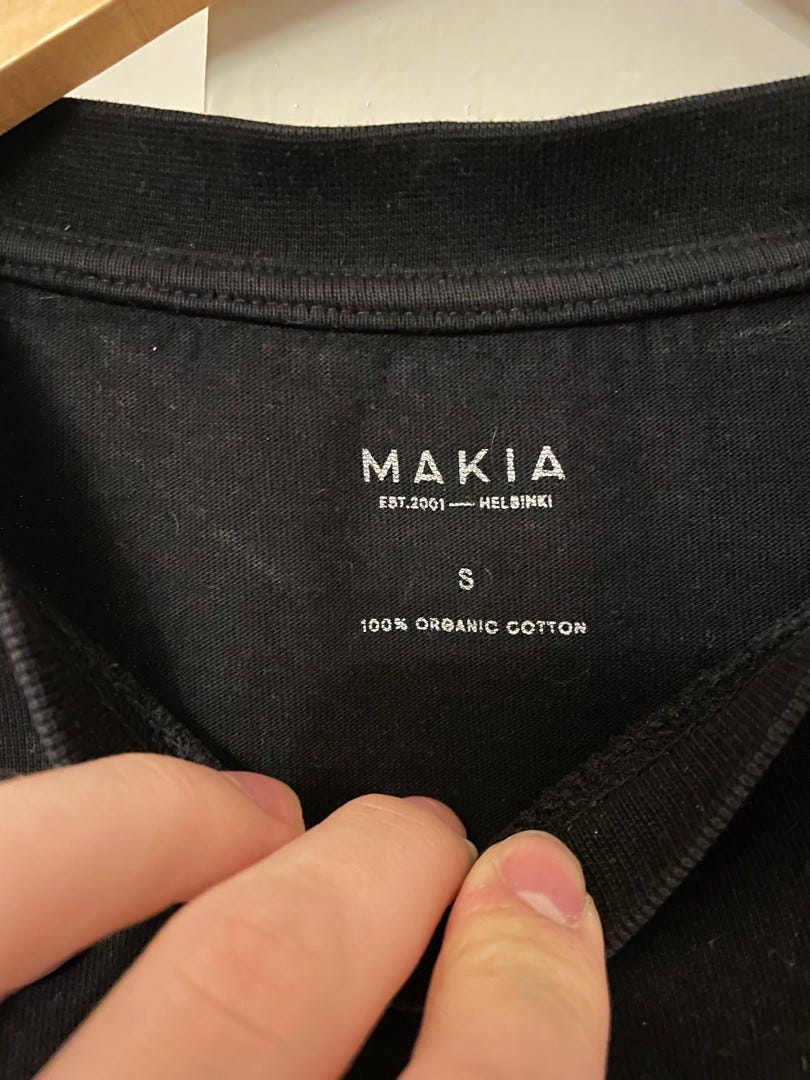 MAKIA
EST.2001 — HELSINKI
S
100% ORGANIC COTTON